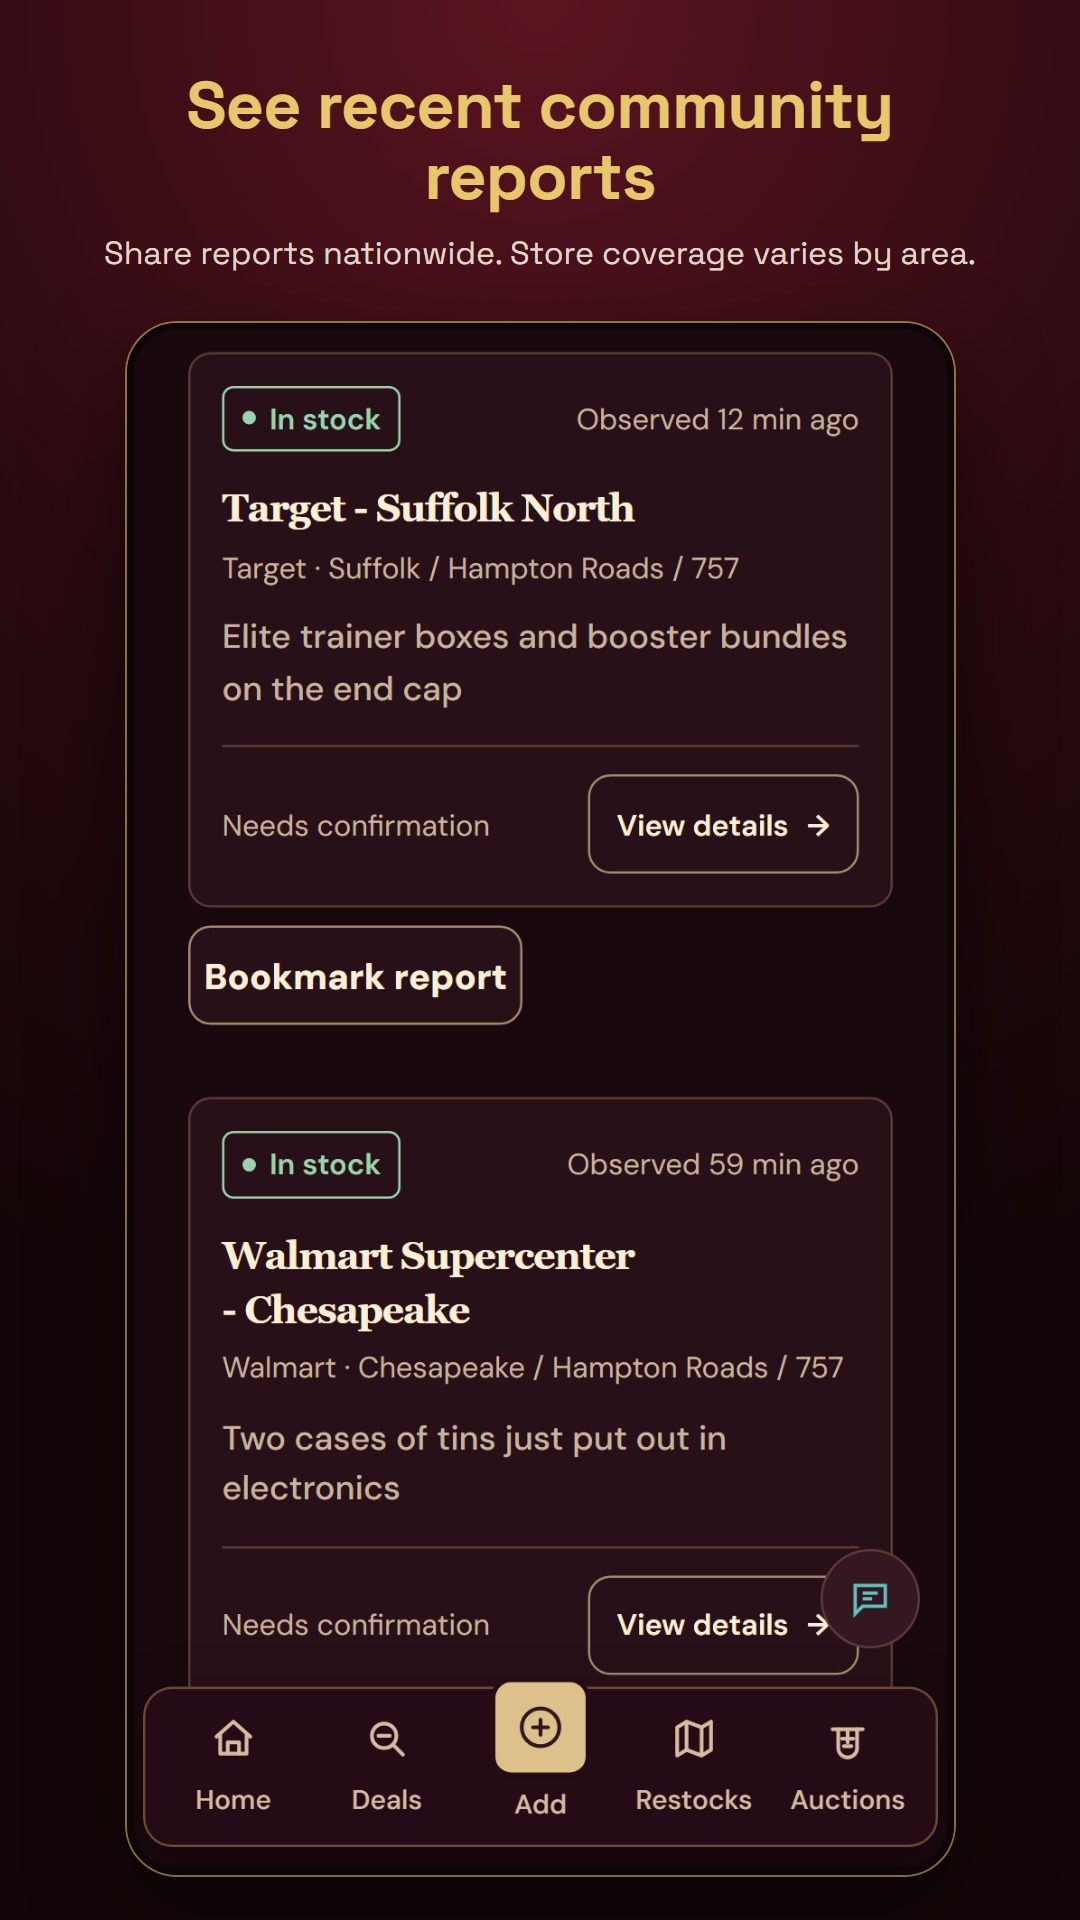 See recent community
reports
Share reports nationwide. Store coverage varies by area.
In stock
Observed 12 min ago
Target - Suffolk North
Target · Suffolk / Hampton Roads / 757
Elite trainer boxes and booster bundles
on the end cap
Needs confirmation
View details →
Bookmark report
In stock
Observed 59 min ago
Walmart Supercenter
- Chesapeake
Walmart · Chesapeake / Hampton Roads / 757
Two cases of tins just put out in
electronics
Needs confirmation
View details →
Home
Deals
Add
Restocks
Auctions